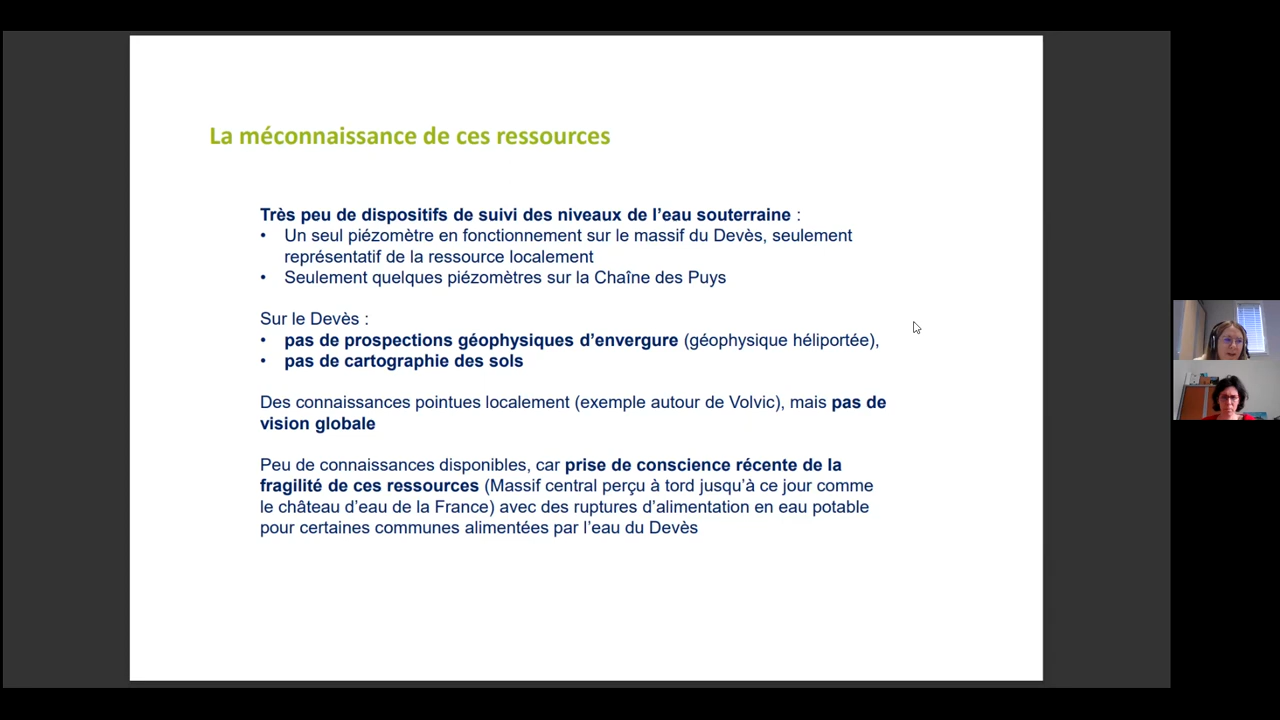 La méconnaissance de ces ressources
Très peu de dispositifs de suivi des niveaux de l’eau souterraine :
• Un seul piézomètre en fonctionnement sur le massif du Devès, seulement
représentatif de la ressource localement
• Seulement quelques piézomètres sur la Chaîne des Puys
Sur le Devès :
• pas de prospections géophysiques d’envergure (géophysique héliportée),
• pas de cartographie des sols
Des connaissances pointues localement (exemple autour de Volvic), mais pas de
vision globale
Peu de connaissances disponibles, car prise de conscience récente de la
fragilité de ces ressources (Massif central perçu à tord jusqu’à ce jour comme
le château d’eau de la France) avec des ruptures d’alimentation en eau potable
pour certaines communes alimentées par l’eau du Devès